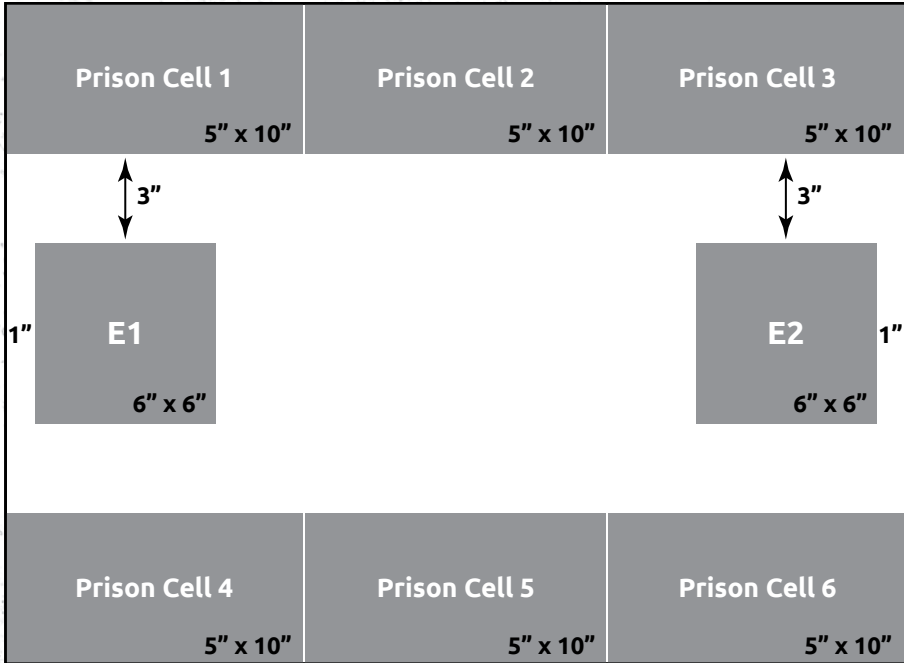 Prison Cell 1
5” x 10”
Prison Cell 2
5” x 10”
Prison Cell 3
5” x 10”
3”
3”
1”
E1
6” x 6”
E2
6” x 6”
1”
Prison Cell 4
5” x 10”
Prison Cell 5
5” x 10”
Prison Cell 6
5” x 10”